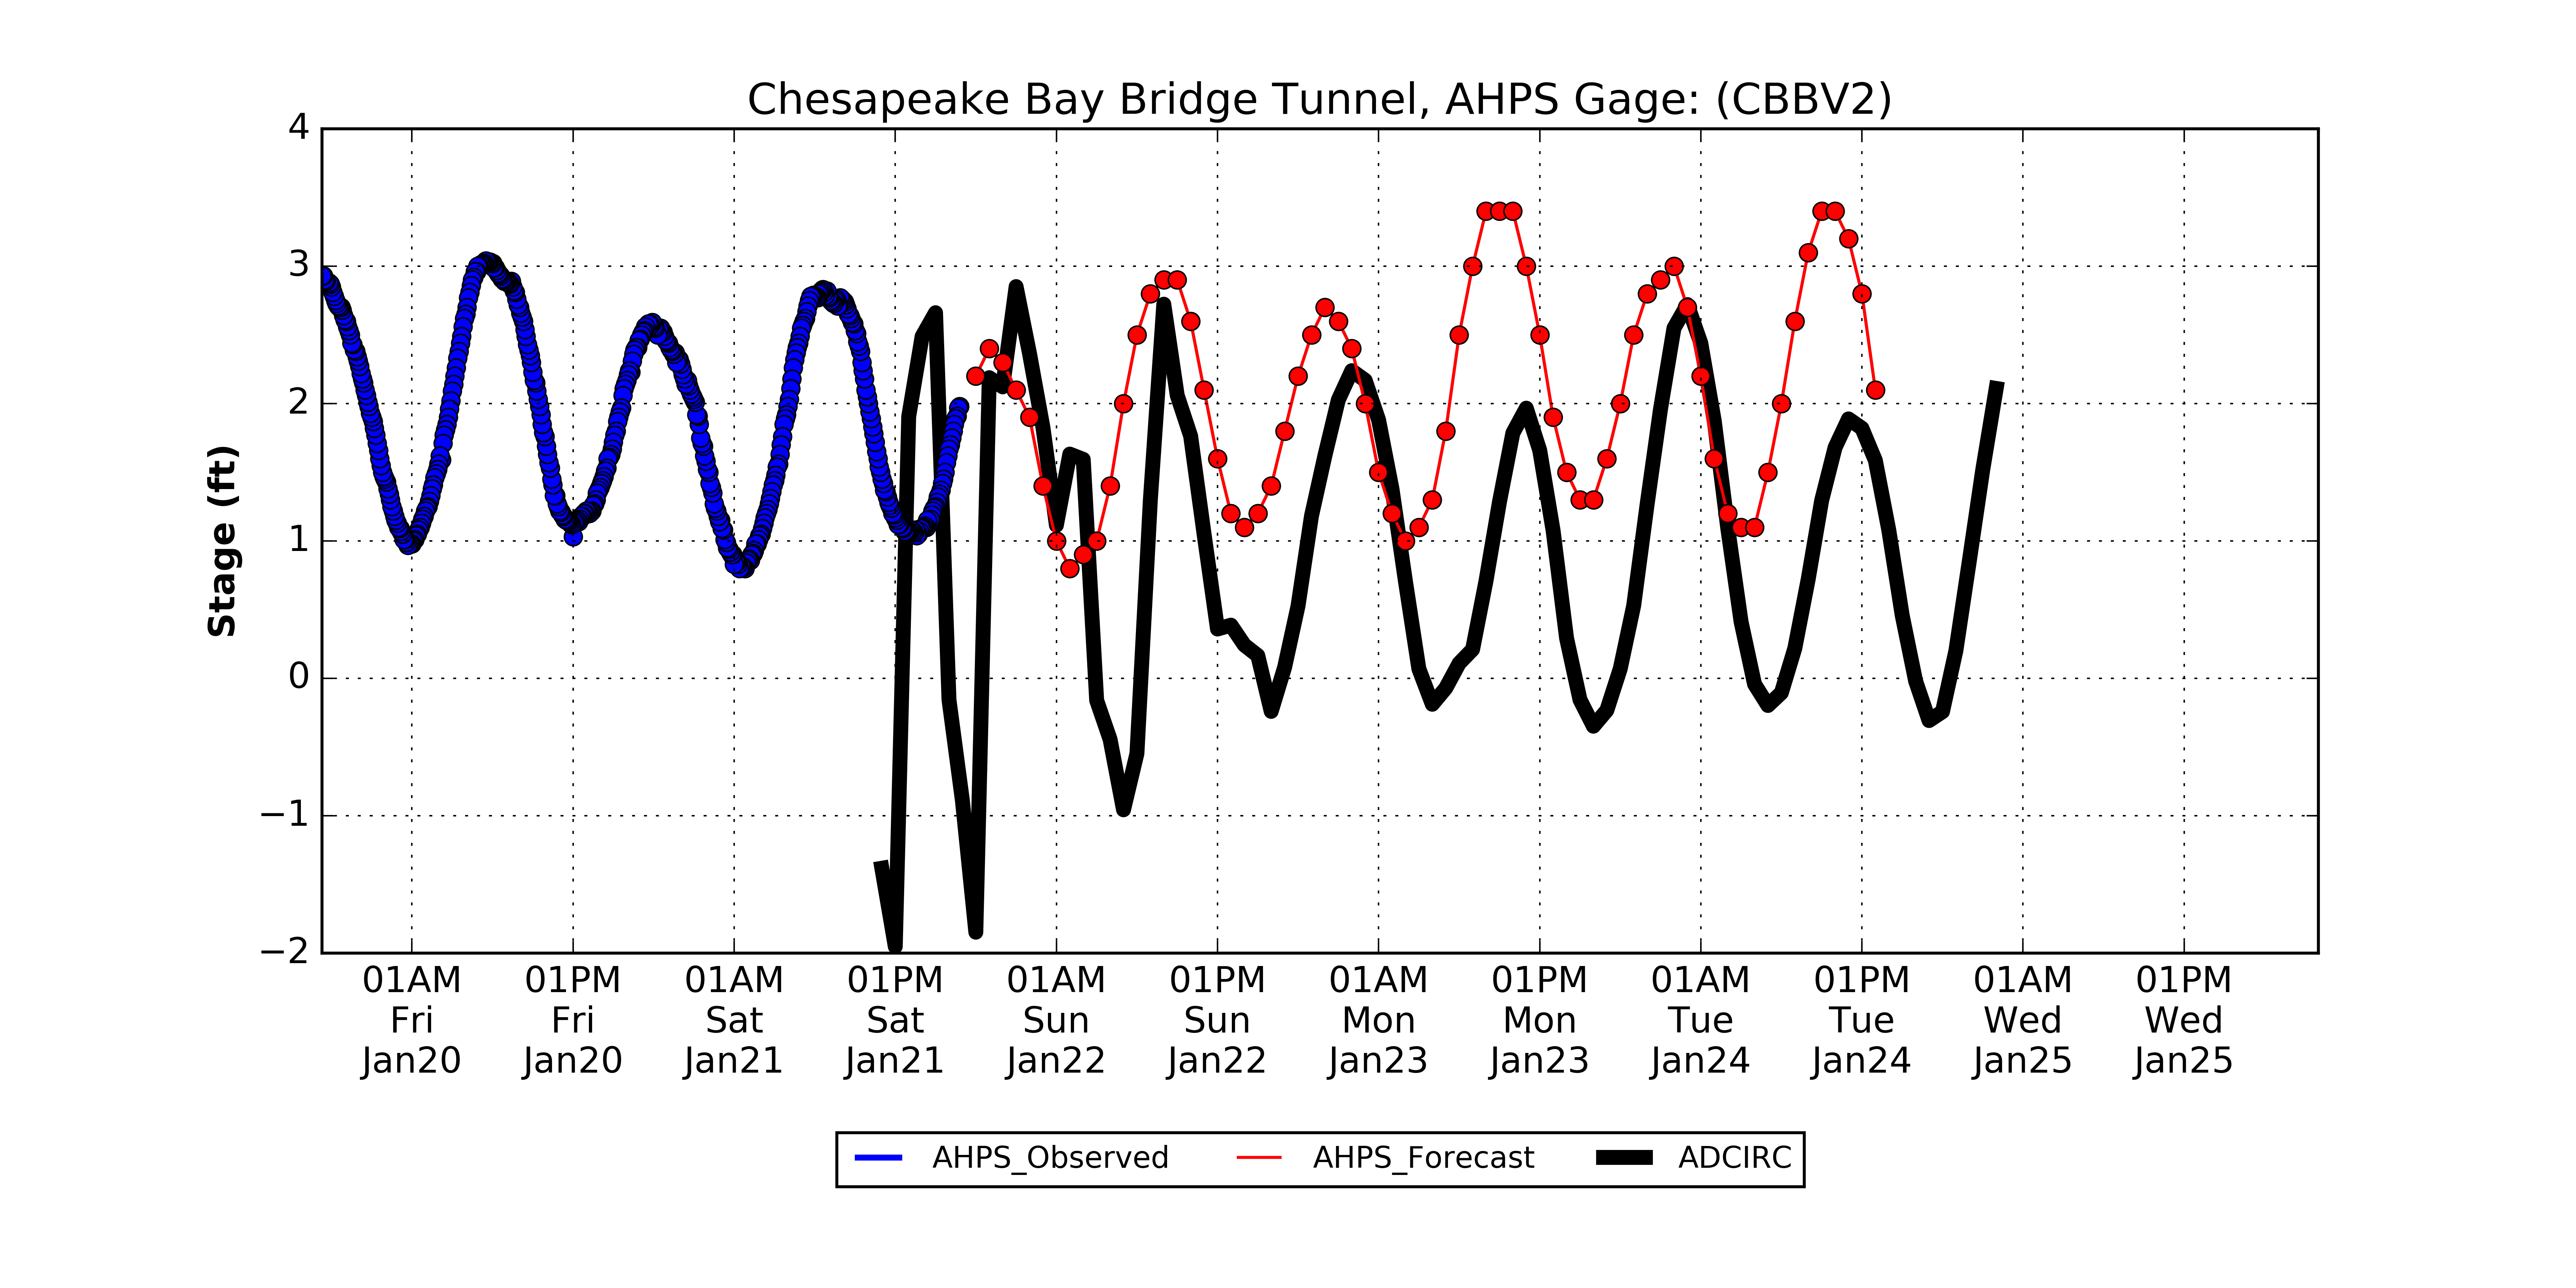 Chesapeake Bay Bridge Tunnel, AHPS Gage: (CBBV2)
4
3
2
1
0
−1
−2
Stage (ft)
01AM 01PM 01AM 01PM 01AM 01PM 01AM 01PM 01AM 01PM 01AM 01PM
Fri Fri Sat Sat Sun Sun Mon Mon Tue Tue Wed Wed
Jan20 Jan20 Jan21 Jan21 Jan22 Jan22 Jan23 Jan23 Jan24 Jan24 Jan25 Jan25
AHPS_Observed AHPS_Forecast ADCIRC